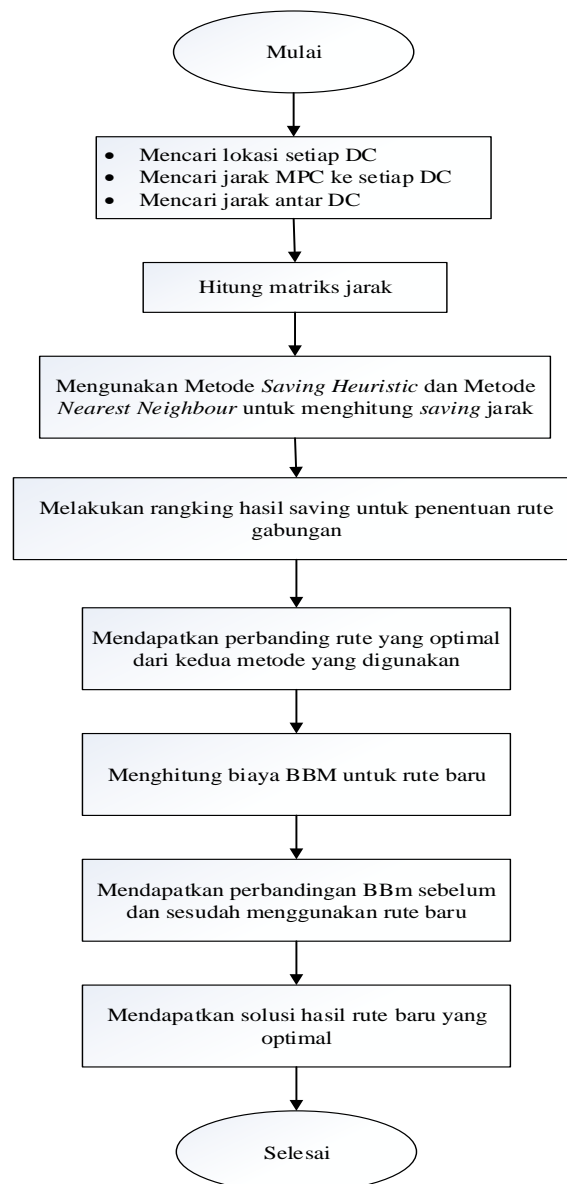 Mulai
• Mencari lokasi setiap DC
• Mencari jarak MPC ke setiap DC
• Mencari jarak antar DC
Hitung matriks jarak
Mengunakan Metode Saving Heuristic dan Metode
Nearest Neighbour untuk menghitung saving jarak
Melakukan rangking hasil saving untuk penentuan rute
gabungan
Mendapatkan perbanding rute yang optimal
dari kedua metode yang digunakan
Menghitung biaya BBM untuk rute baru
Mendapatkan perbandingan BBm sebelum
dan sesudah menggunakan rute baru
Mendapatkan solusi hasil rute baru yang
optimal
Selesai